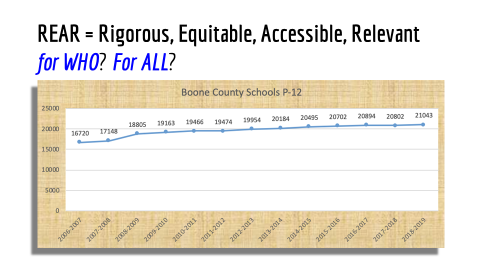 REAR = Rigorous, Equitable, Accessible, Relevant
for WHO? For ALL?
Boone County Schools P-12
25000
20000
15000
10000
5000
0
16720 17148 18805 19163 19466 19474 19954 20184 20495 20702 20894 20802 21043
2006-2007 2007-2008 2008-2009 2009-2010 2010-2011 2011-2012 2012-2013 2013-2014 2014-2015 2015-2016 2016-2017 2017-2018 2018-2019